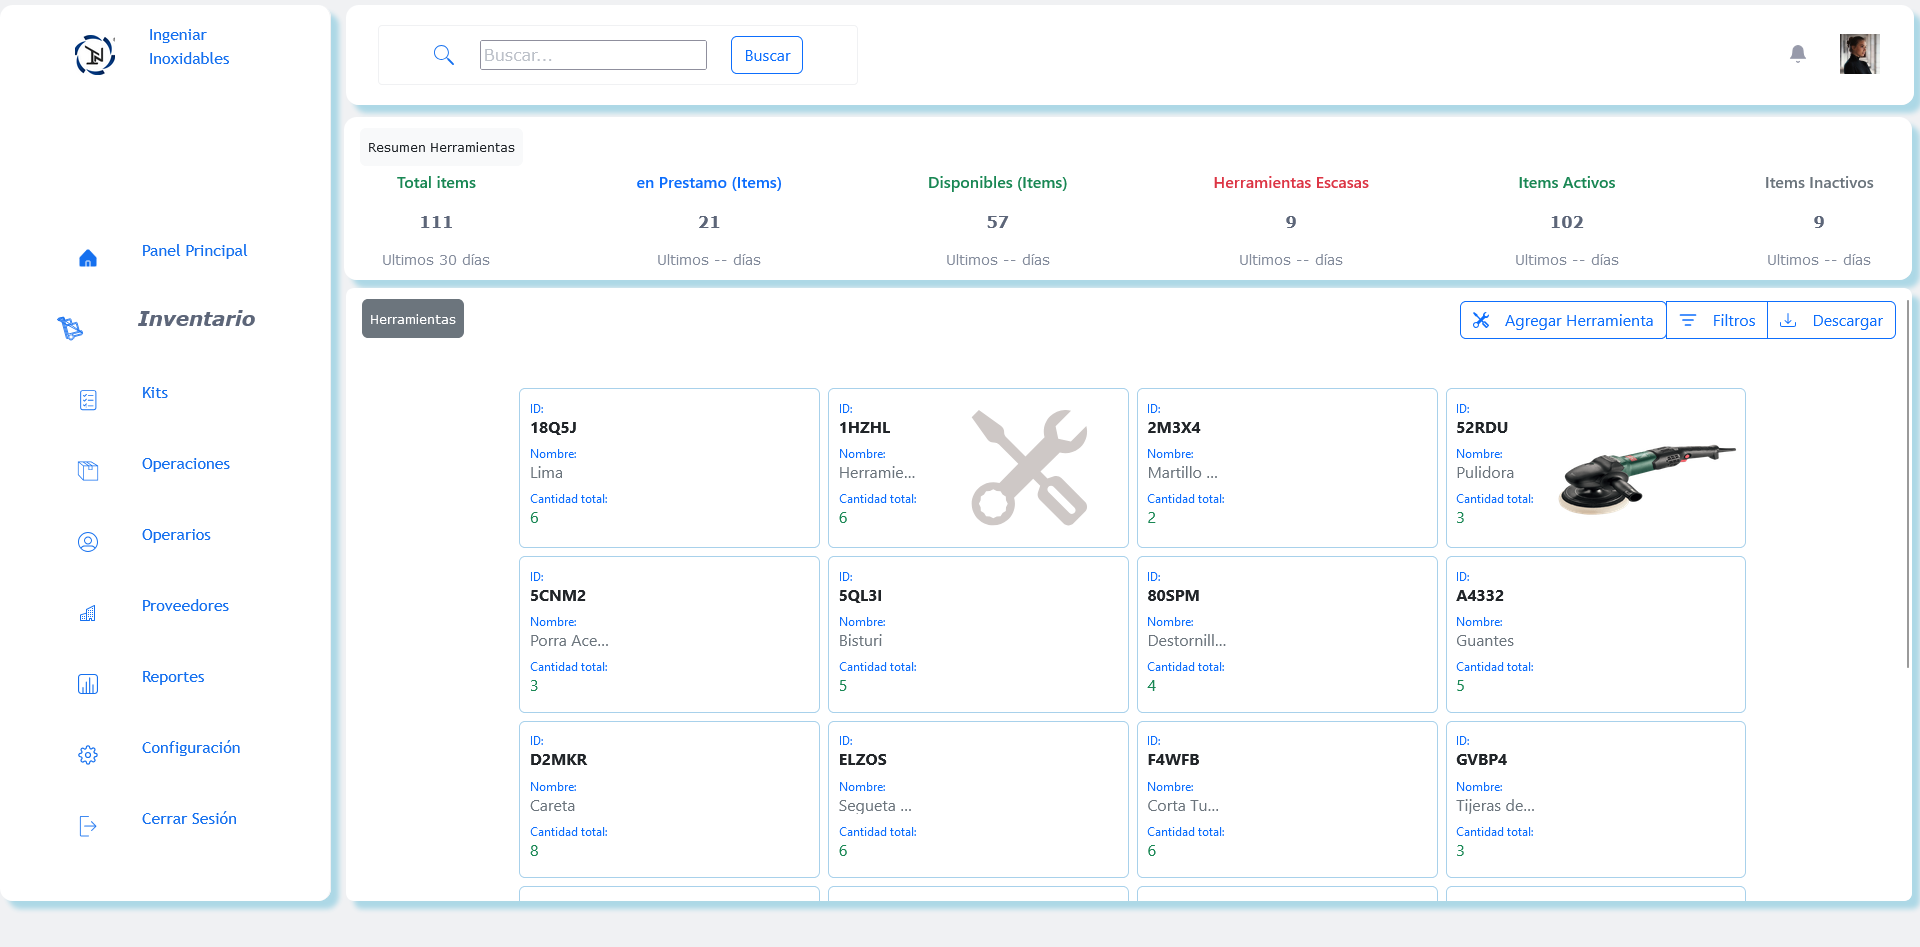 Ingeniar
Inoxidables
Panel Principal
Inventario
Kits
Operaciones
Operarios
Proveedores
Reportes
Configuración
Cerrar Sesión
Buscar...
Buscar
Resumen Herramientas
Total items
111
Ultimos 30 días
en Prestamo (Items)
21
Ultimos -- días
Disponibles (Items)
57
Ultimos -- días
Herramientas Escasas
9
Ultimos -- días
Items Activos
102
Ultimos -- días
Items Inactivos
9
Ultimos -- días
Herramientas
Agregar Herramienta
Filtros
Descargar
ID:
18Q5J
Nombre:
Lima
Cantidad total:
6
ID:
1HZHL
Nombre:
Herramie...
Cantidad total:
6
ID:
2M3X4
Nombre:
Martillo ...
Cantidad total:
2
ID:
52RDU
Nombre:
Pulidora
Cantidad total:
3
ID:
5CNM2
Nombre:
Porra Ace...
Cantidad total:
3
ID:
5QL3I
Nombre:
Bisturi
Cantidad total:
5
ID:
80SPM
Nombre:
Destornill...
Cantidad total:
4
ID:
A4332
Nombre:
Guantes
Cantidad total:
5
ID:
D2MKR
Nombre:
Careta
Cantidad total:
8
ID:
ELZOS
Nombre:
Segueta ...
Cantidad total:
6
ID:
F4WFB
Nombre:
Corta Tu...
Cantidad total:
6
ID:
GVBP4
Nombre:
Tijeras de...
Cantidad total:
3